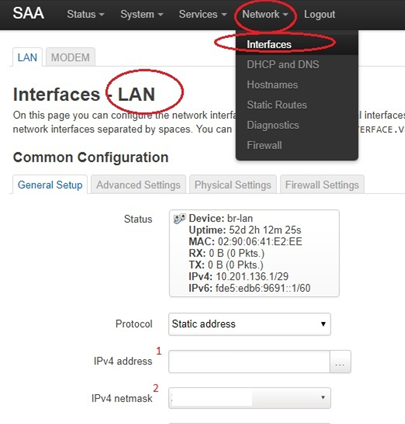 SAA Status System Services Network Logout
Interfaces
DHCP and DNS
Hostnames
Static Routes
Diagnostics
Firewall
LAN MODEM
Interfaces - LAN
On this page you can configure the network interfa l interfaces
network interfaces separated by spaces. You can ERFACE.V
Common Configuration
General Setup Advanced Settings Physical Settings Firewall Settings
Status
Device: br-lan
Uptime: 52d 2h 12m 25s
MAC: 02:90:06:41:E2:EE
RX: 0 B (0 Pkts.)
TX: 0 B (0 Pkts.)
IPv4: 10.201.136.1/29
IPv6: fde5:edb6:9691::1/60
Protocol Static address
IPv4 address 1 ...
IPv4 netmask 2